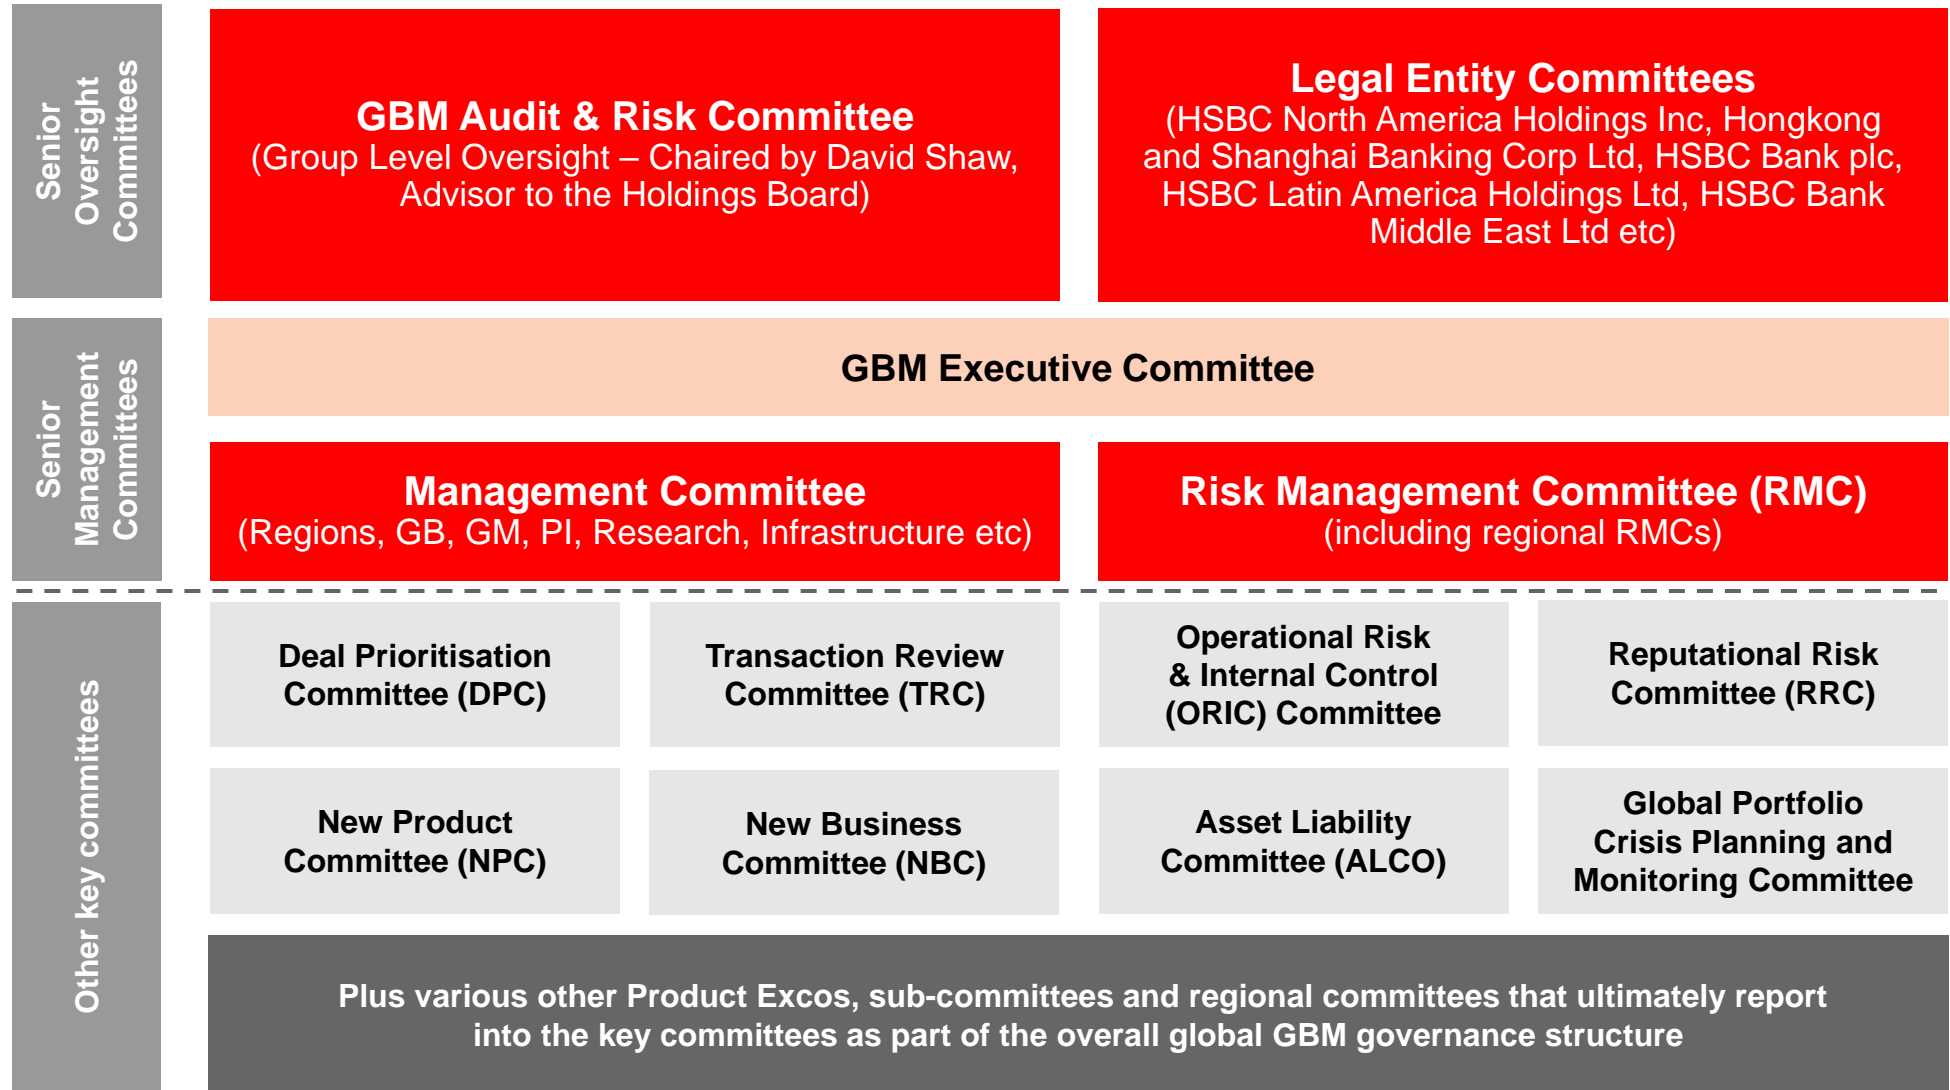 Senior
Oversight
Committees
GBM Audit & Risk Committee
(Group Level Oversight – Chaired by David Shaw,
Advisor to the Holdings Board)
Legal Entity Committees
(HSBC North America Holdings Inc, Hongkong
and Shanghai Banking Corp Ltd, HSBC Bank plc,
HSBC Latin America Holdings Ltd, HSBC Bank
Middle East Ltd etc)
Senior
Management
Committees
GBM Executive Committee
Management Committee
(Regions, GB, GM, PI, Research, Infrastructure etc)
Risk Management Committee (RMC)
(including regional RMCs)
Other key committees
Deal Prioritisation
Committee (DPC)
Transaction Review
Committee (TRC)
Operational Risk
& Internal Control
(ORIC) Committee
Reputational Risk
Committee (RRC)
New Product
Committee (NPC)
New Business
Committee (NBC)
Asset Liability
Committee (ALCO)
Global Portfolio
Crisis Planning and
Monitoring Committee
Plus various other Product Excos, sub-committees and regional committees that ultimately report
into the key committees as part of the overall global GBM governance structure